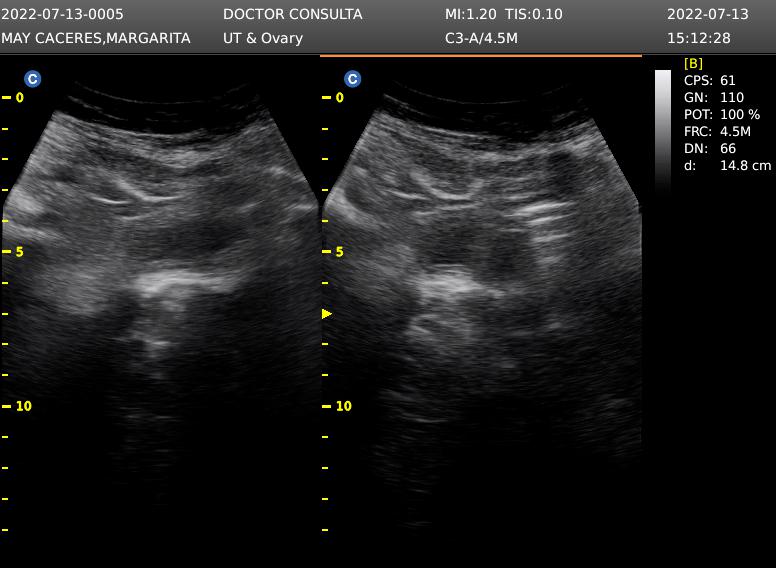 2022-07-13-0005 DOCTOR CONSULTA MI:1.20 TIS:0.10 2022-07-13
MAY CACERES,MARGARITA UT & Ovary C3-A/4.5M 15:12:28
C C [B]
0 0 CPS: 61
GN: 110
POT: 100 %
FRC: 4.5M
DN: 66
d: 14.8 cm
5 5
10 10